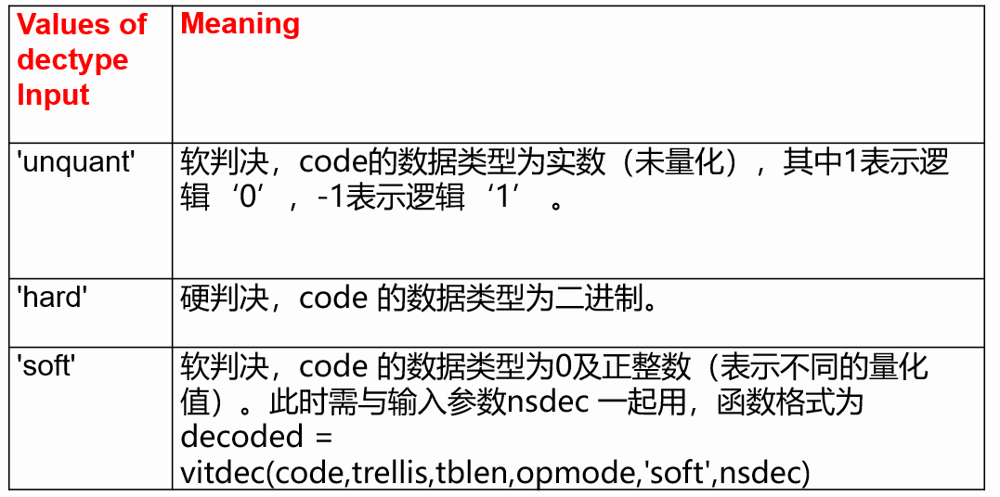 Values of
dectype
Input
Meaning
'unquant'
软判决，code的数据类型为实数（未量化），其中1表示逻
辑‘0’，-1表示逻辑‘1’。
'hard'
硬判决，code 的数据类型为二进制。
'soft'
软判决，code 的数据类型为0及正整数（表示不同的量化
值）。此时需与输入参数nsdec 一起用，函数格式为
decoded =
vitdec(code,trellis,tblen,opmode,'soft',nsdec)